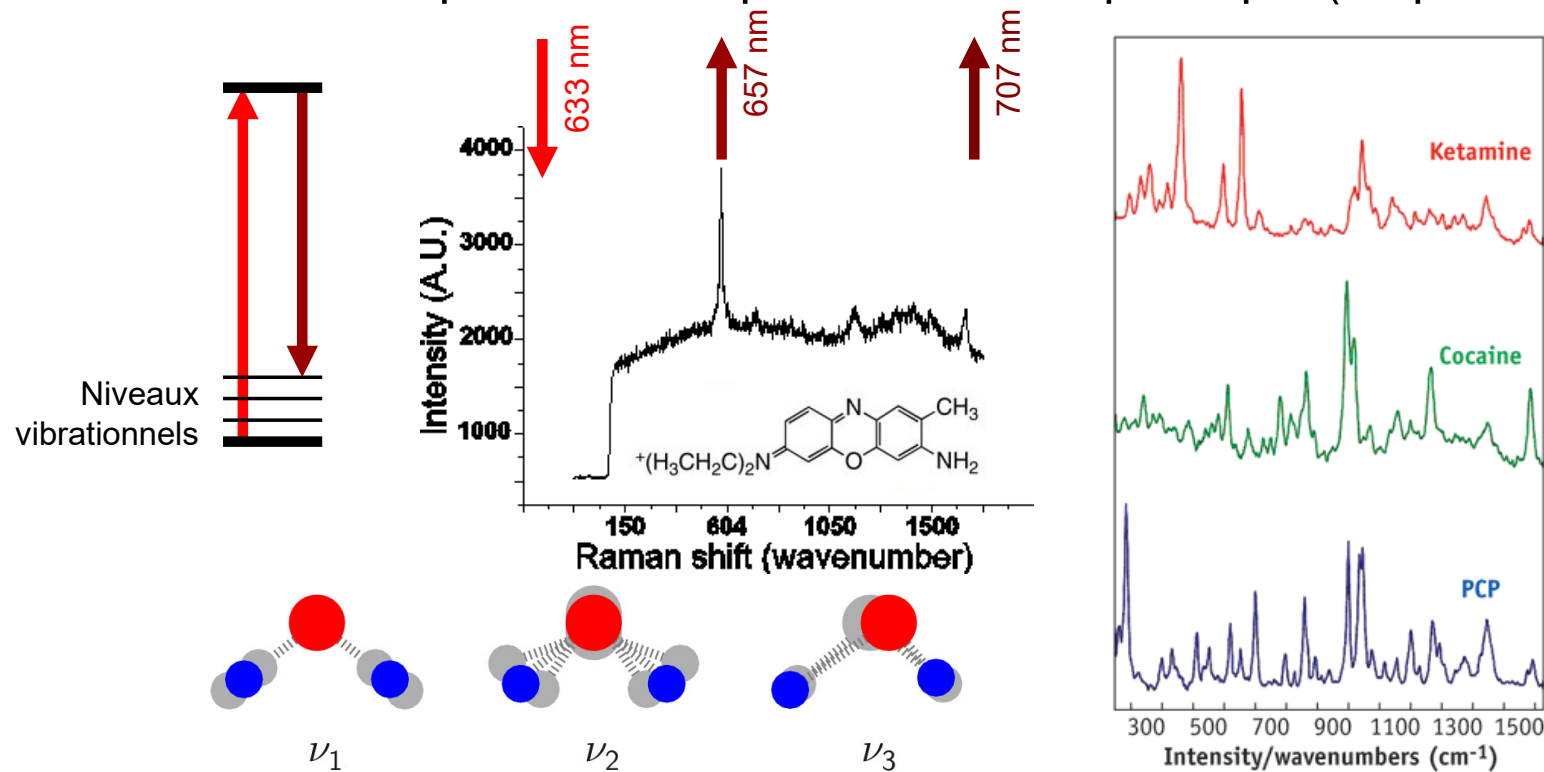 633 nm
657 nm
707 nm
Niveaux
vibrationnels
Intensity (A.U.)
4000
3000
2000
1000
N
CH3
+(H3CH2C)2N
O
NH2
150 604 1050 1500
Raman shift (wavenumber)
ν1 ν2 ν3
Ketamine
Cocaine
PCP
300 500 700 900 1100 1300 1500
Intensity/wavenumbers (cm-1)